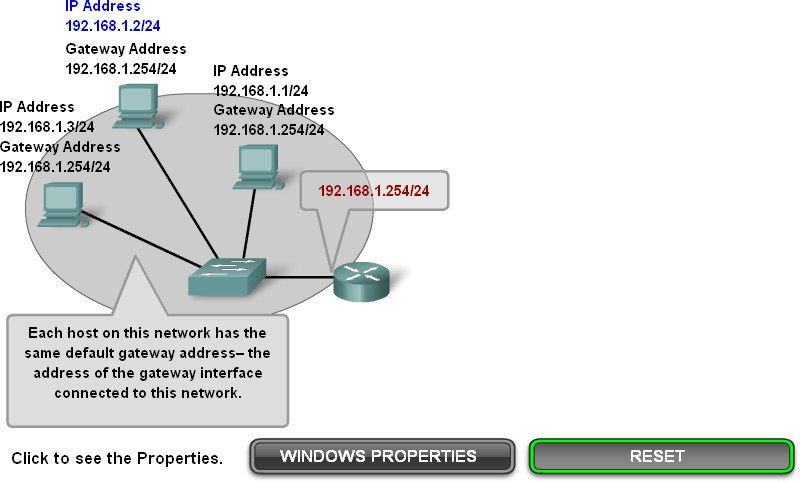 IP Address
192.168.1.2/24
Gateway Address
192.168.1.254/24
IP Address
192.168.1.1/24
Gateway Address
192.168.1.254/24
IP Address
192.168.1.3/24
Gateway Address
192.168.1.254/24
192.168.1.254/24
Each host on this network has the
same default gateway address– the
address of the gateway interface
connected to this network.
Click to see the Properties.
WINDOWS PROPERTIES
RESET